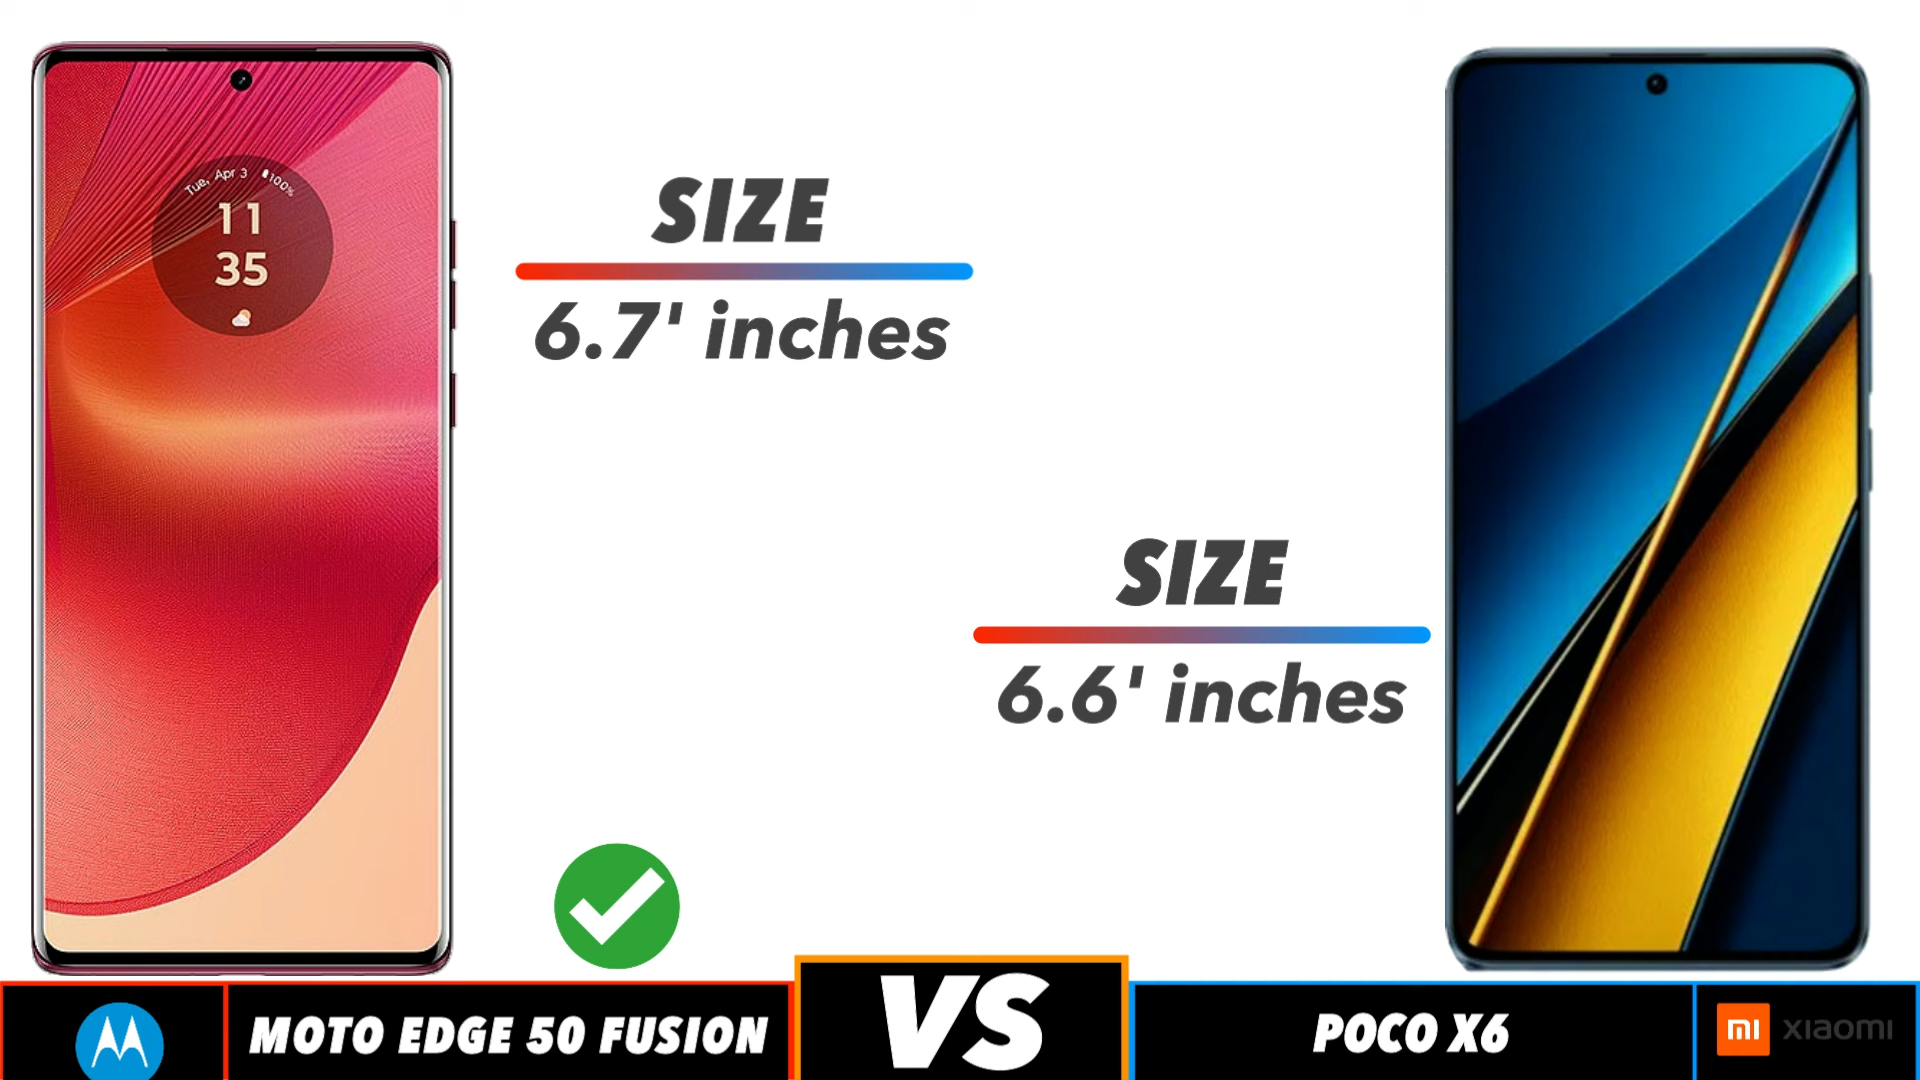 Tue, Apr 3 100%
11
35
SIZE
6.7' inches
SIZE
6.6' inches
MOTO EDGE 50 FUSION
VS
POCO X6
mi xiaomi